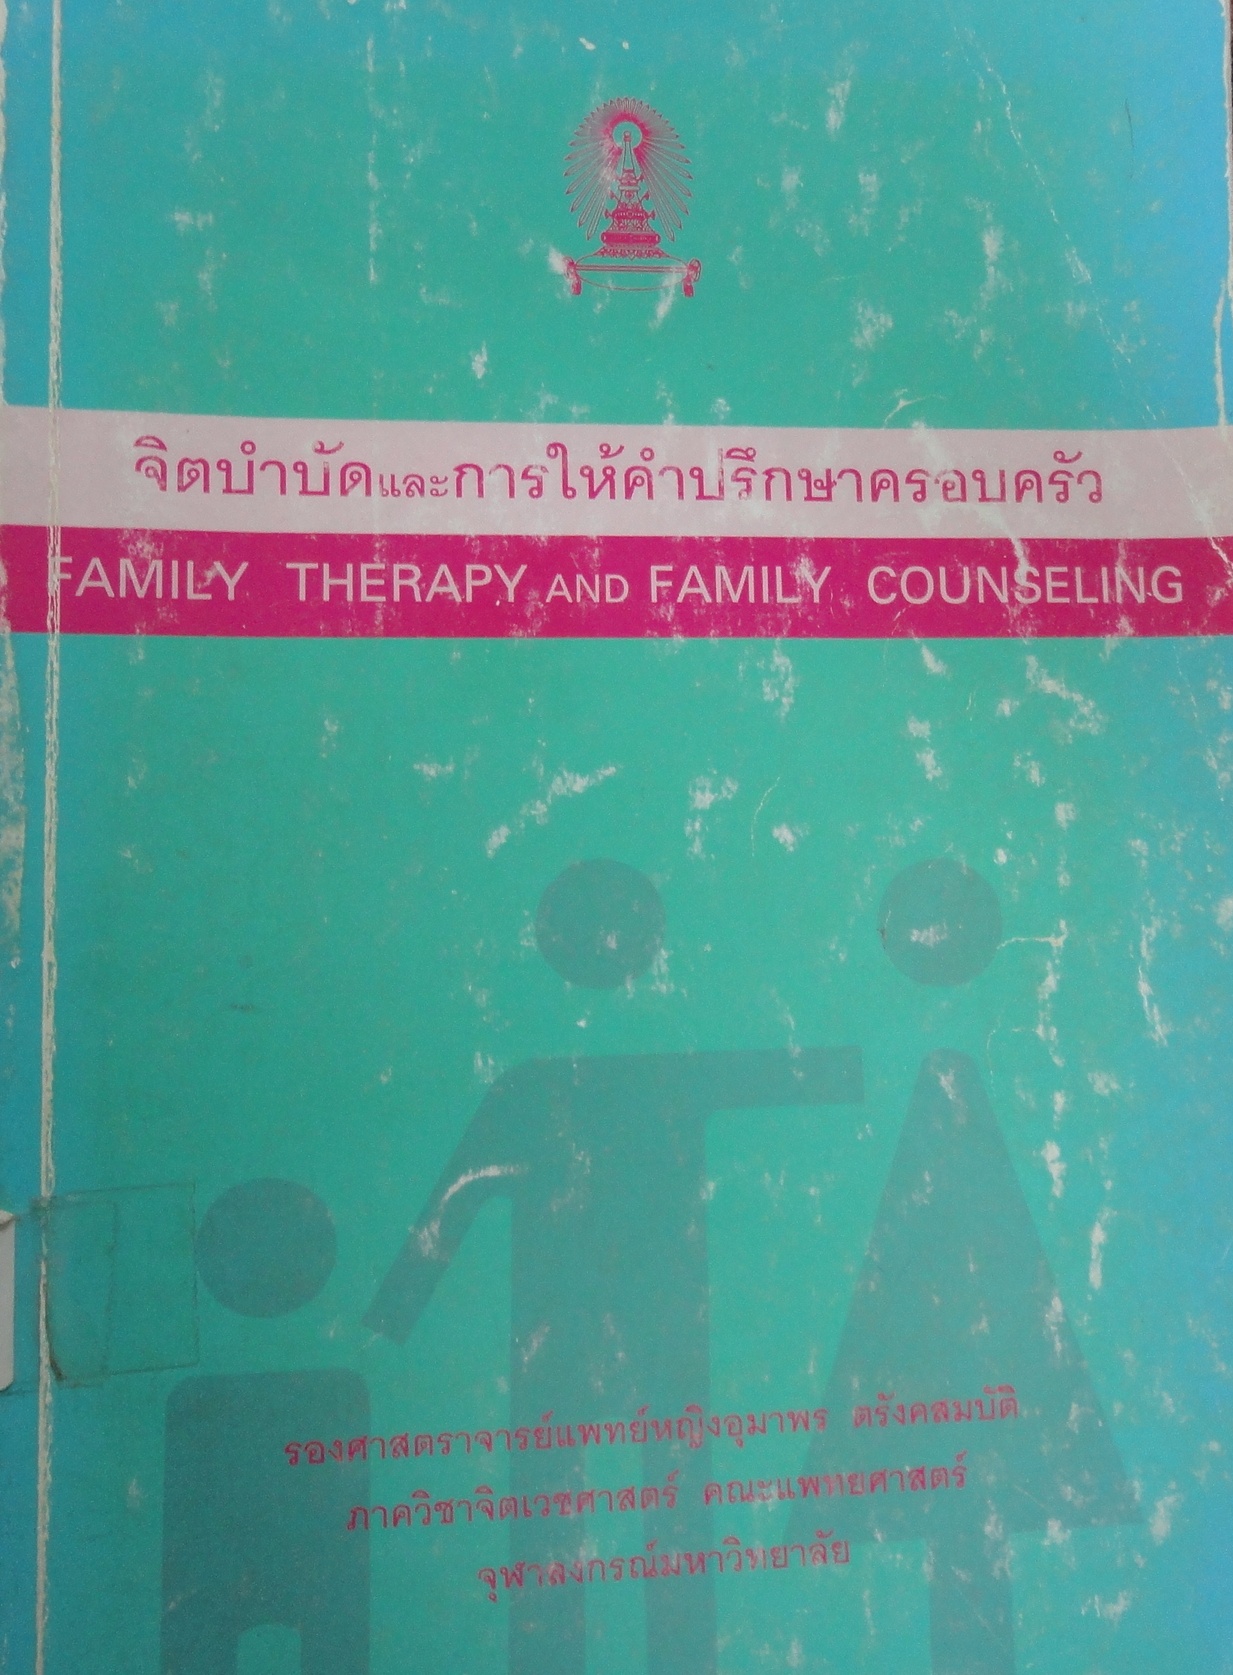 จิตบำบัดและการให้คำปรึกษาครอบครัว
FAMILY THERAPY AND FAMILY COUNSELING
รองศาสตราจารย์แพทย์หญิงอุมาพร ตรังคสมบัติ
ภาควิชาจิตเวชศาสตร์ คณะแพทยศาสตร์
จุฬาลงกรณ์มหาวิทยาลัย